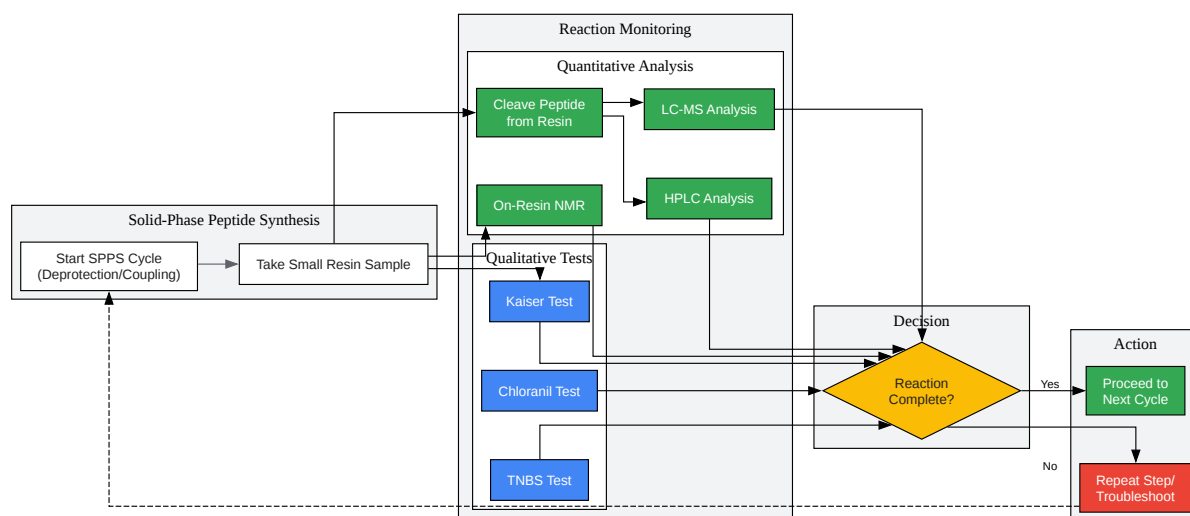 Reaction Monitoring
Quantitative Analysis
Cleave Peptide
from Resin
LC-MS Analysis
On-Resin NMR
HPLC Analysis
Solid-Phase Peptide Synthesis
Start SPPS Cycle
(Deprotection/Coupling)
Take Small Resin Sample
Qualitative Tests
Kaiser Test
Chloranil Test
TNBS Test
Decision
Reaction
Complete?
Yes
No
Action
Proceed to
Next Cycle
Repeat Step/
Troubleshoot